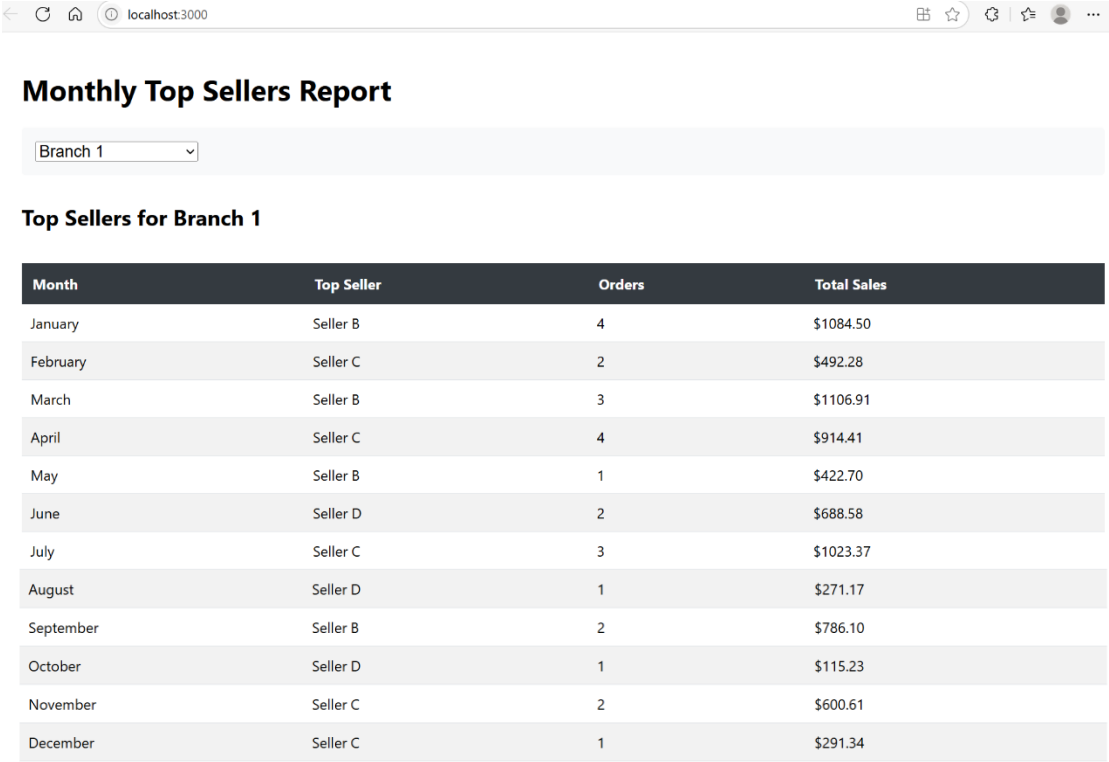 localhost:3000
Monthly Top Sellers Report
Branch 1
Top Sellers for Branch 1
Month Top Seller Orders Total Sales
January Seller B 4 $1084.50
February Seller C 2 $492.28
March Seller B 3 $1106.91
April Seller C 4 $914.41
May Seller B 1 $422.70
June Seller D 2 $688.58
July Seller C 3 $1023.37
August Seller D 1 $271.17
September Seller B 2 $786.10
October Seller D 1 $115.23
November Seller C 2 $600.61
December Seller C 1 $291.34